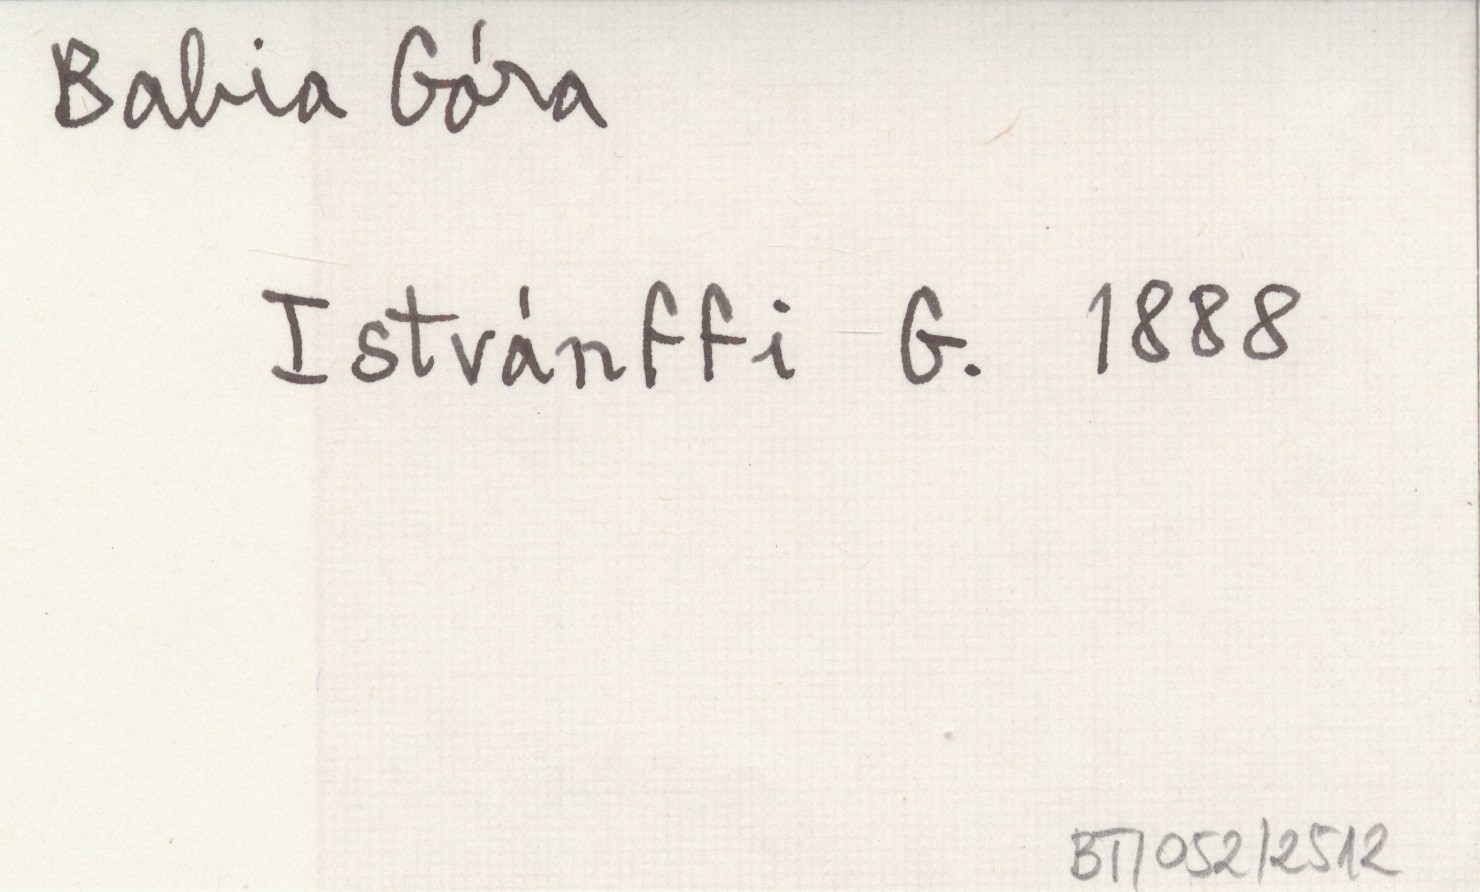 Babia Góra
Istvánffi G. 1888
BT/052/2512